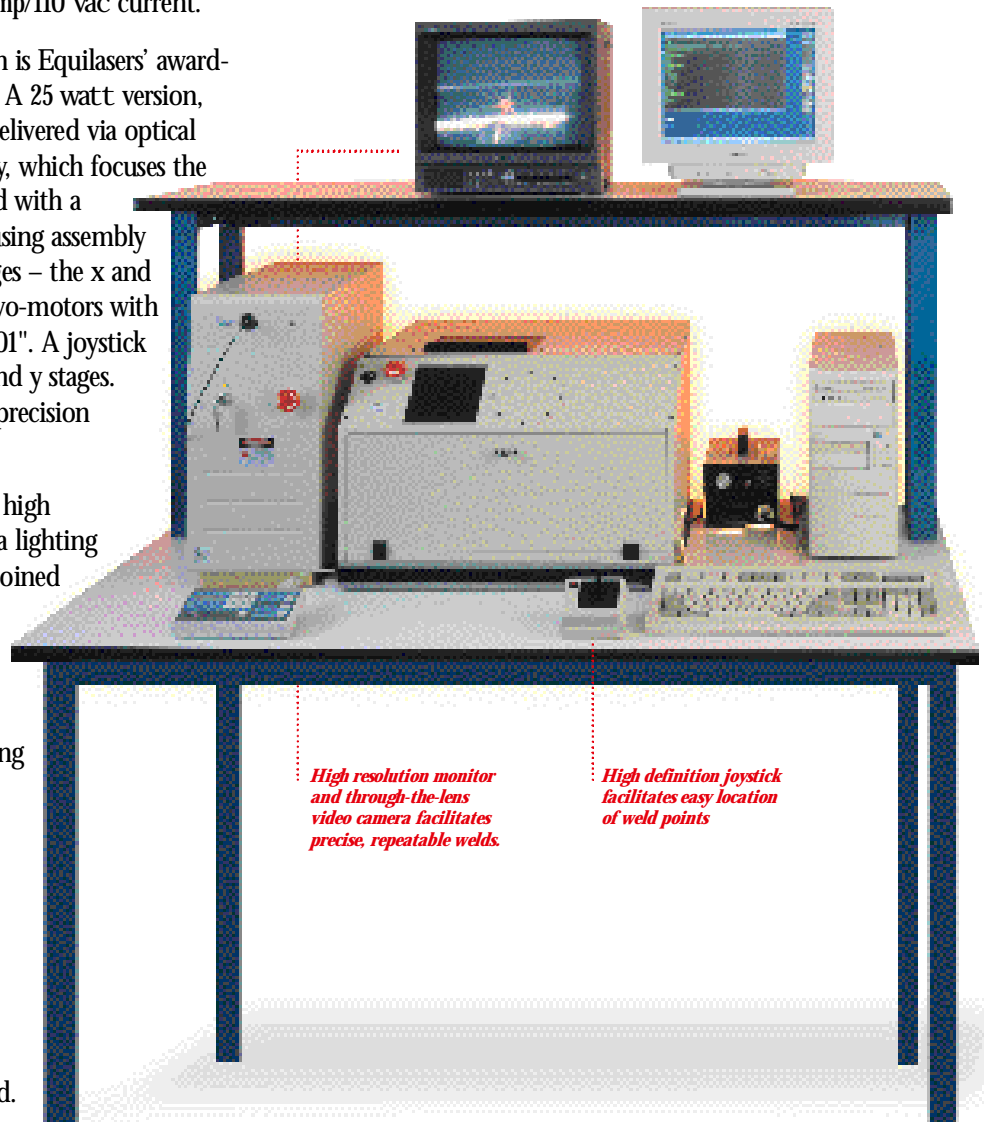 110 vac current.
is Equilasers’ award-
A 25 watt version,
elivered via optical
y, which focuses the
d with a
sing assembly
es – the x and
vo-motors with
01". A joystick
nd y stages.
precision
high
a lighting
oined
ng
High resolution monitor
and through-the-lens
video camera facilitates
precise, repeatable welds.
High definition joystick
facilitates easy location
of weld points
d.